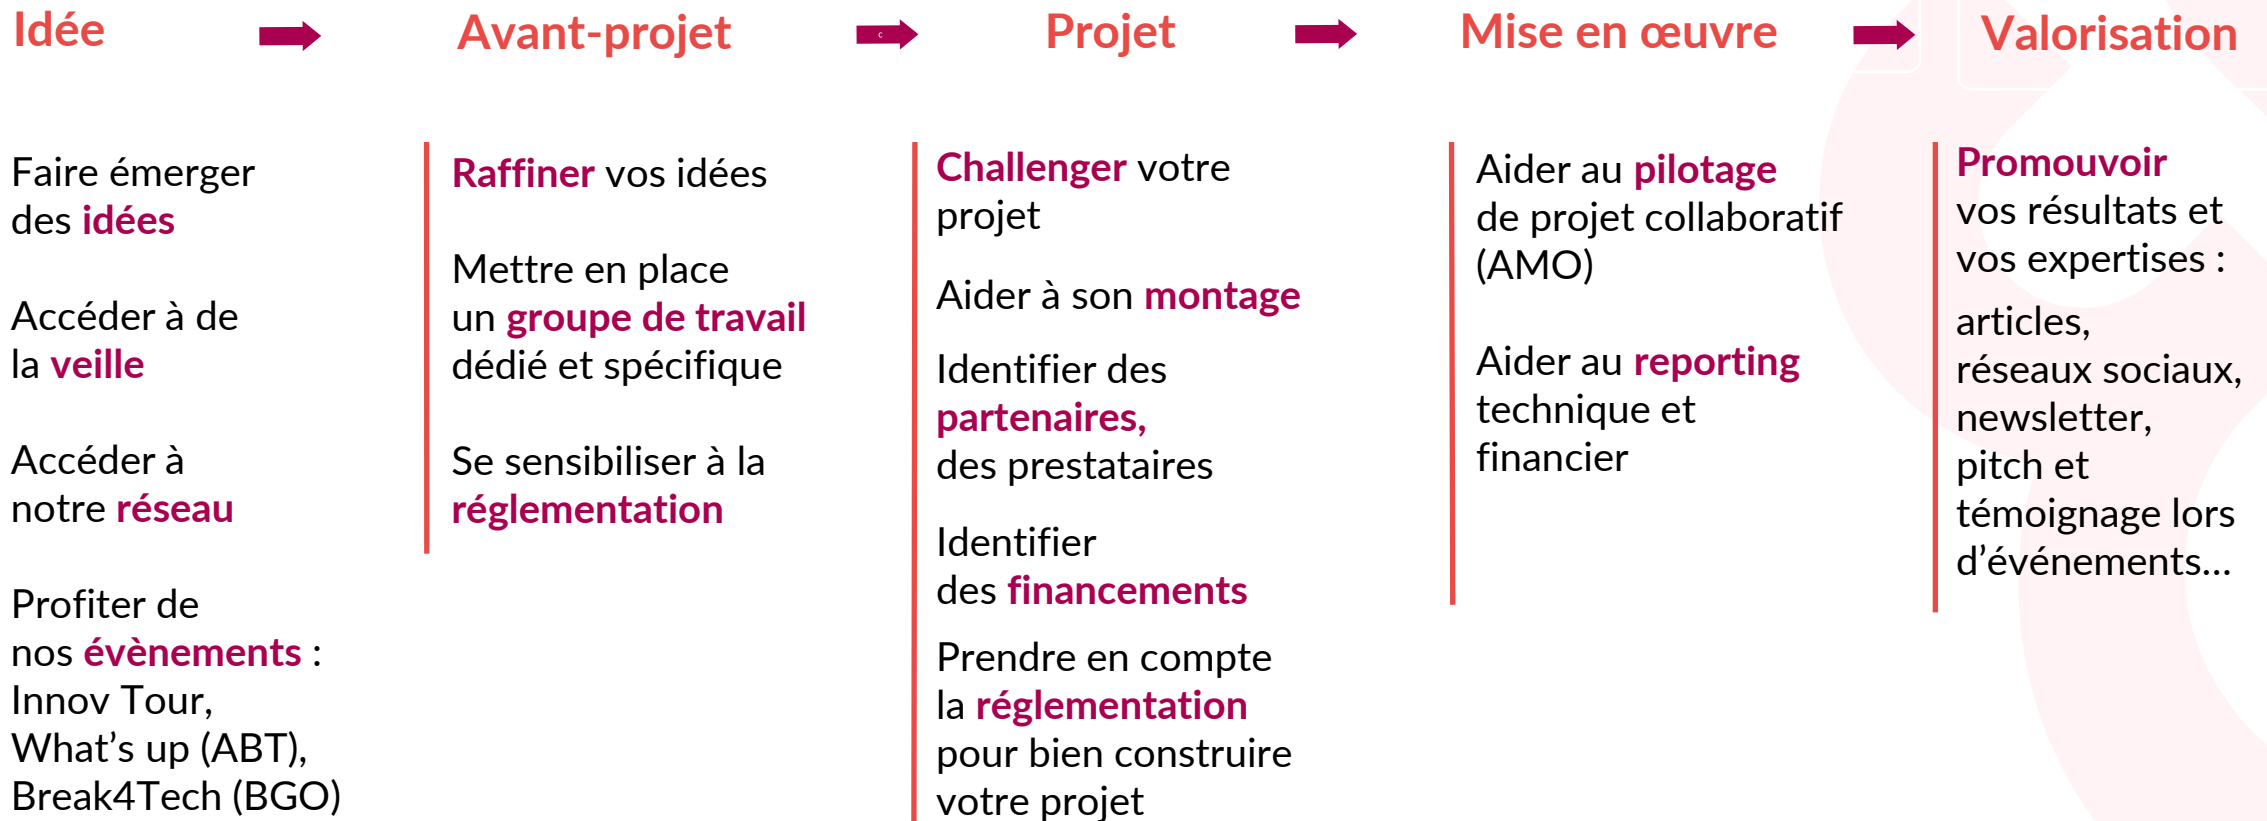 Idée
Avant-projet
c
Projet
Mise en œuvre
Valorisation
Faire émerger
des idées
Accéder à de
la veille
Accéder à
notre réseau
Profiter de
nos évènements :
Innov Tour,
What’s up (ABT),
Break4Tech (BGO)
Raffiner vos idées
Mettre en place
un groupe de travail
dédié et spécifique
Se sensibiliser à la
réglementation
Challenger votre
projet
Aider à son montage
Identifier des
partenaires,
des prestataires
Identifier
des financements
Prendre en compte
la réglementation
pour bien construire
votre projet
Aider au pilotage
de projet collaboratif
(AMO)
Aider au reporting
technique et
financier
Promouvoir
vos résultats et
vos expertises :
articles,
réseaux sociaux,
newsletter,
pitch et
témoignage lors
d’événements...